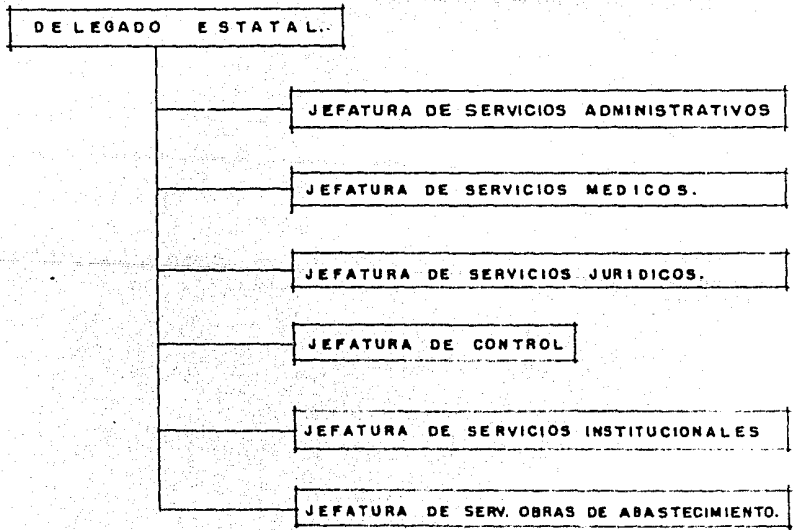 DELEGADO ESTATAL.
JEFATURA DE SERVICIOS ADMINISTRATIVOS
JEFATURA DE SERVICIOS MEDICOS.
JEFATURA DE SERVICIOS JURIDICOS.
JEFATURA DE CONTROL
JEFATURA DE SERVICIOS INSTITUCIONALES
JEFATURA DE SERV. OBRAS DE ABASTECIMIENTO.